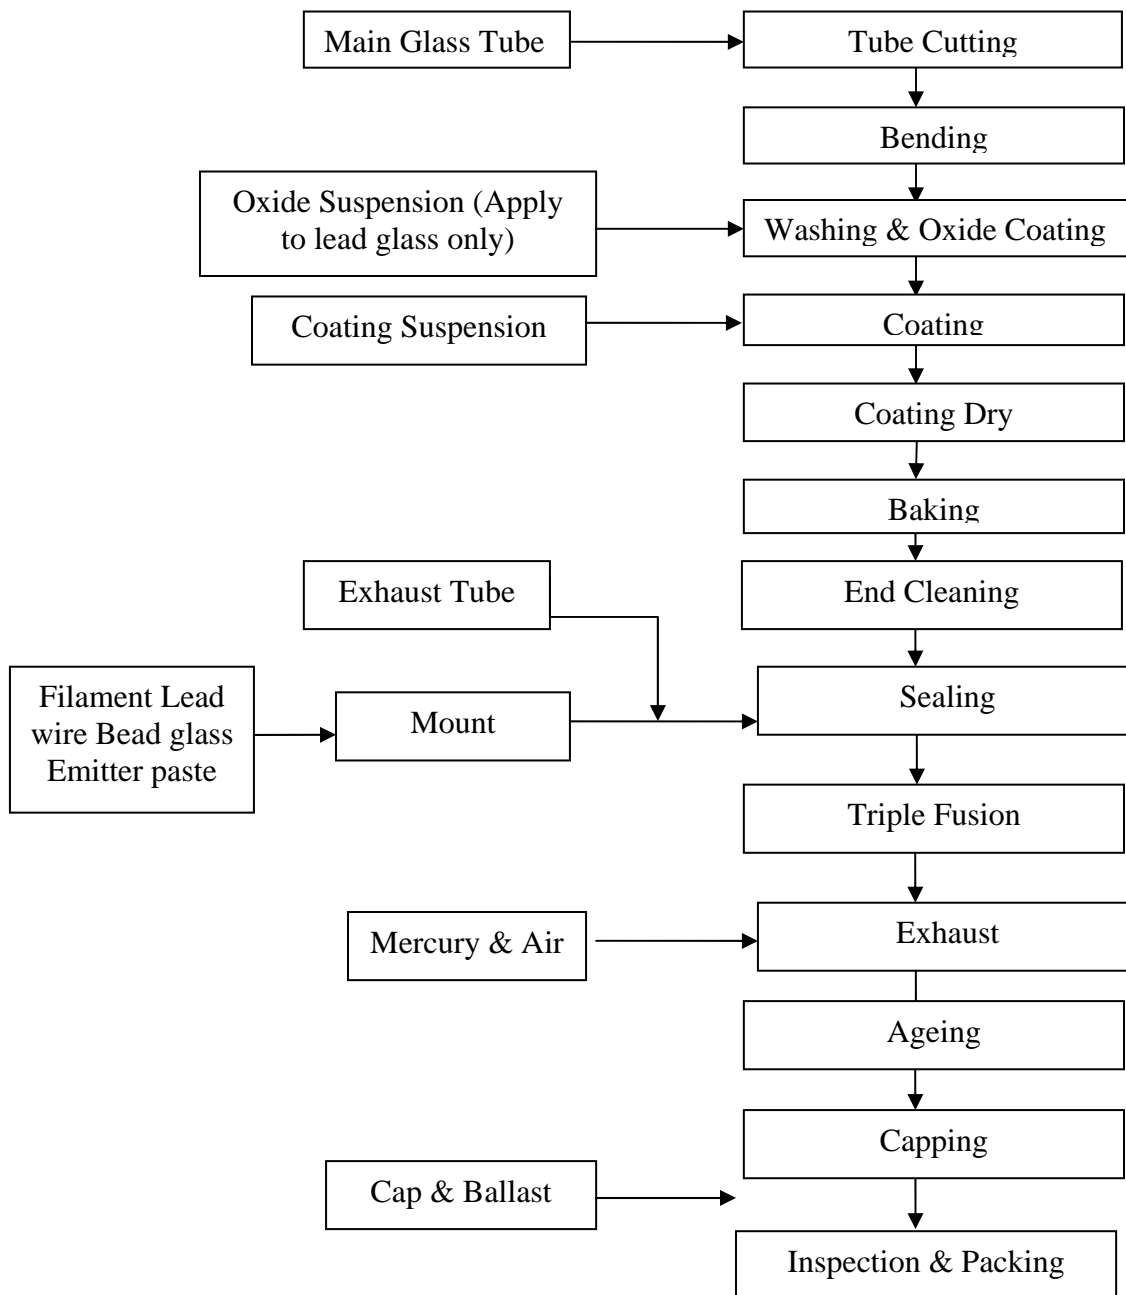 Main Glass Tube
Tube Cutting
Bending
Oxide Suspension (Apply
to lead glass only)
Washing & Oxide Coating
Coating Suspension
Coating
Coating Dry
Baking
Exhaust Tube
End Cleaning
Filament Lead
wire Bead glass
Emitter paste
Mount
Sealing
Triple Fusion
Mercury & Air
Exhaust
Ageing
Capping
Cap & Ballast
Inspection & Packing